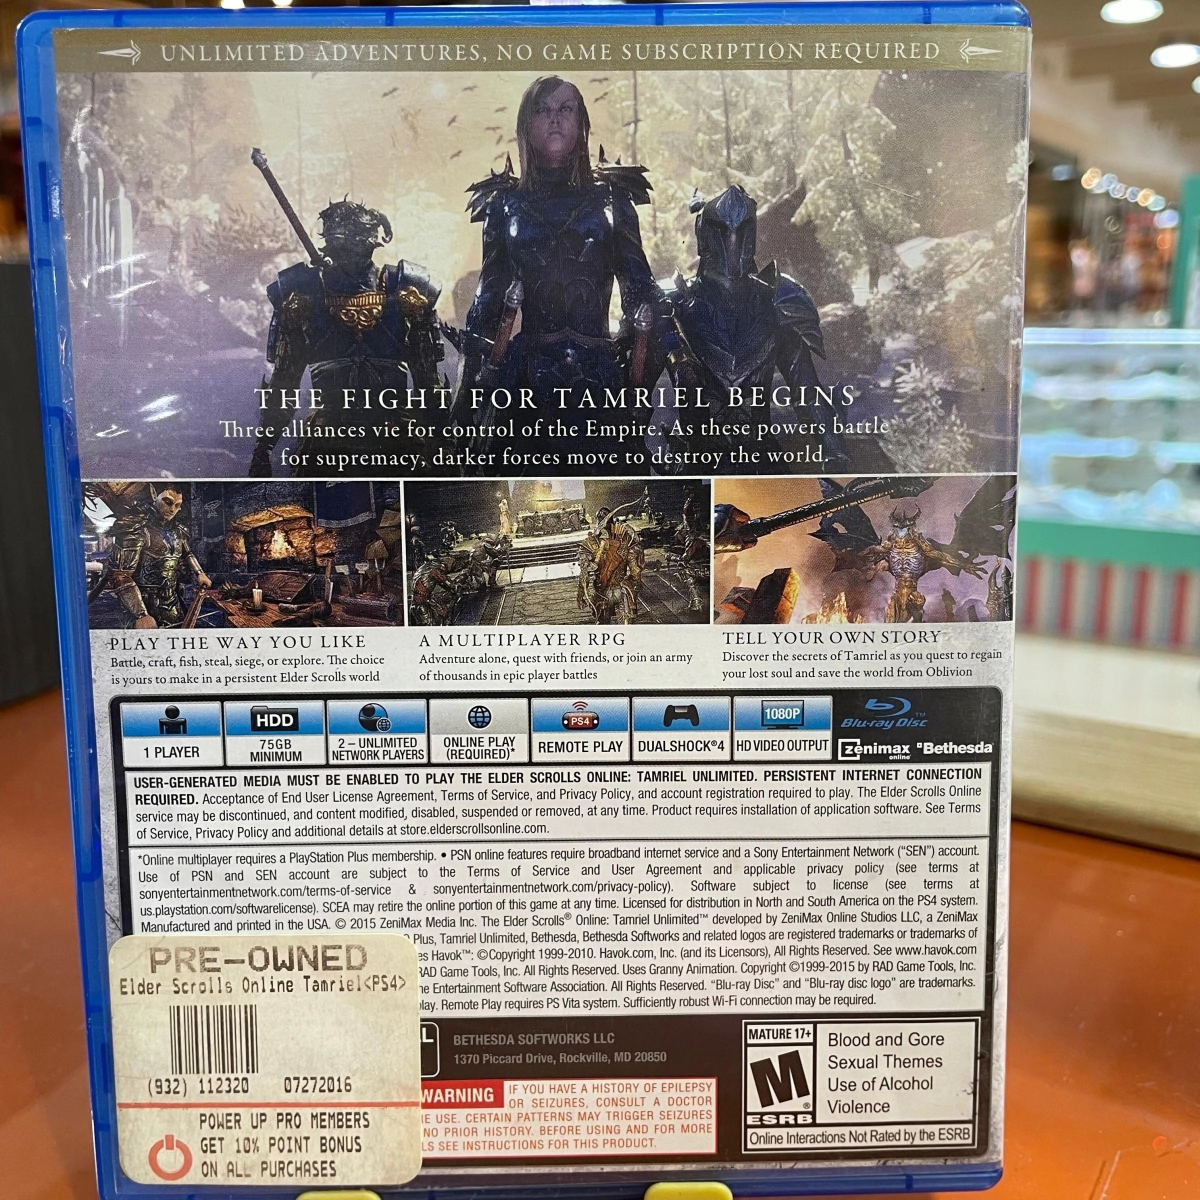 UNLIMITED ADVENTURES, NO GAME SUBSCRIPTION REQUIRED
THE FIGHT FOR TAMRIEL BEGINS
Three alliances vie for control of the Empire. As these powers battle
for supremacy, darker forces move to destroy the world.
PLAY THE WAY YOU LIKE
Battle, craft, fish, steal, siege, or explore. The choice
is yours to make in a persistent Elder Scrolls world
A MULTIPLAYER RPG
Adventure alone, quest with friends, or join an army
of thousands in epic player battles
TELL YOUR OWN STORY
Discover the secrets of Tamriel as you quest to regain
your lost soul and save the world from Oblivion
1 PLAYER
HDD
75GB
MINIMUM
2 – UNLIMITED
NETWORK PLAYERS
ONLINE PLAY
(REQUIRED)*
PS4
REMOTE PLAY
DUALSHOCK®4
1080P
HD VIDEO OUTPUT
Blu-ray Disc™
zenimax online Bethesda
USER-GENERATED MEDIA MUST BE ENABLED TO PLAY THE ELDER SCROLLS ONLINE: TAMRIEL UNLIMITED. PERSISTENT INTERNET CONNECTION
REQUIRED. Acceptance of End User License Agreement, Terms of Service, and Privacy Policy, and account registration required to play. The Elder Scrolls Online
service may be discontinued, and content modified, disabled, suspended or removed, at any time. Product requires installation of application software. See Terms
of Service, Privacy Policy and additional details at store.elderscrollsonline.com.
*Online multiplayer requires a PlayStation Plus membership. • PSN online features require broadband internet service and a Sony Entertainment Network (“SEN”) account.
Use of PSN and SEN account are subject to the Terms of Service and User Agreement and applicable privacy policy (see terms at
sonyentertainmentnetwork.com/terms-of-service & sonyentertainmentnetwork.com/privacy-policy). Software subject to license (see terms at
us.playstation.com/softwarelicense). SCEA may retire the online portion of this game at any time. Licensed for distribution in North and South America on the PS4 system.
Manufactured and printed in the USA. © 2015 ZeniMax Media Inc. The Elder Scrolls® Online: Tamriel Unlimited™ developed by ZeniMax Online Studios LLC, a ZeniMax
Plus, Tamriel Unlimited, Bethesda, Bethesda Softworks and related logos are registered trademarks or trademarks of
es Havok™: ©Copyright 1999-2010. Havok.com, Inc. (and its Licensors), All Rights Reserved. See www.havok.com
RAD Game Tools, Inc. All Rights Reserved. Uses Granny Animation. Copyright ©1999-2015 by RAD Game Tools, Inc.
he Entertainment Software Association. All Rights Reserved. “Blu-ray Disc” and “Blu-ray disc logo” are trademarks.
lay. Remote Play requires PS Vita system. Sufficiently robust Wi-Fi connection may be required.
PRE-OWNED
Elder Scrolls Online Tamriel<PS4>
(932) 112320 07272016
POWER UP PRO MEMBERS
GET 10% POINT BONUS
ON ALL PURCHASES
BETHESDA SOFTWORKS LLC
1370 Piccard Drive, Rockville, MD 20850
WARNING IF YOU HAVE A HISTORY OF EPILEPSY
OR SEIZURES, CONSULT A DOCTOR
E USE. CERTAIN PATTERNS MAY TRIGGER SEIZURES
NO PRIOR HISTORY. BEFORE USING AND FOR MORE
LS SEE INSTRUCTIONS FOR THIS PRODUCT.
MATURE 17+
M
ESRB
Blood and Gore
Sexual Themes
Use of Alcohol
Violence
Online Interactions Not Rated by the ESRB